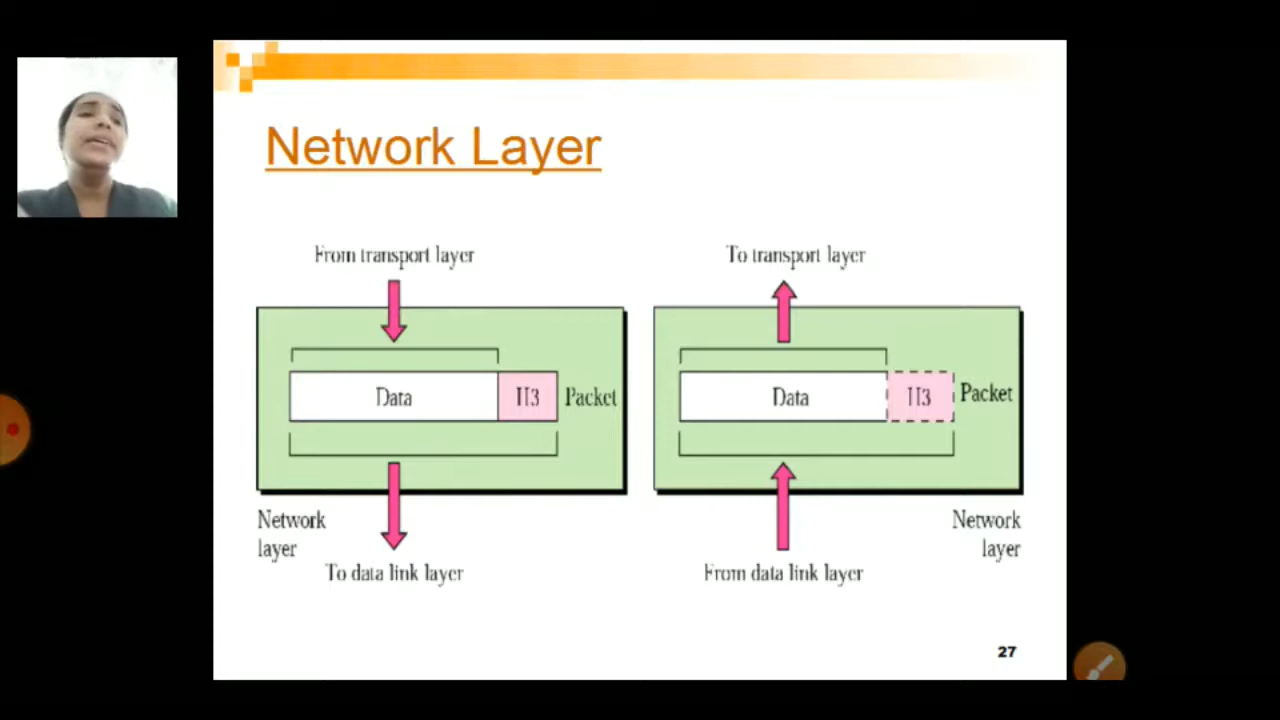 Network Layer
From transport layer
To transport layer
Data
H3
Packet
Data
H3
Packet
Network
layer
Network
layer
To data link layer
From data link layer
27